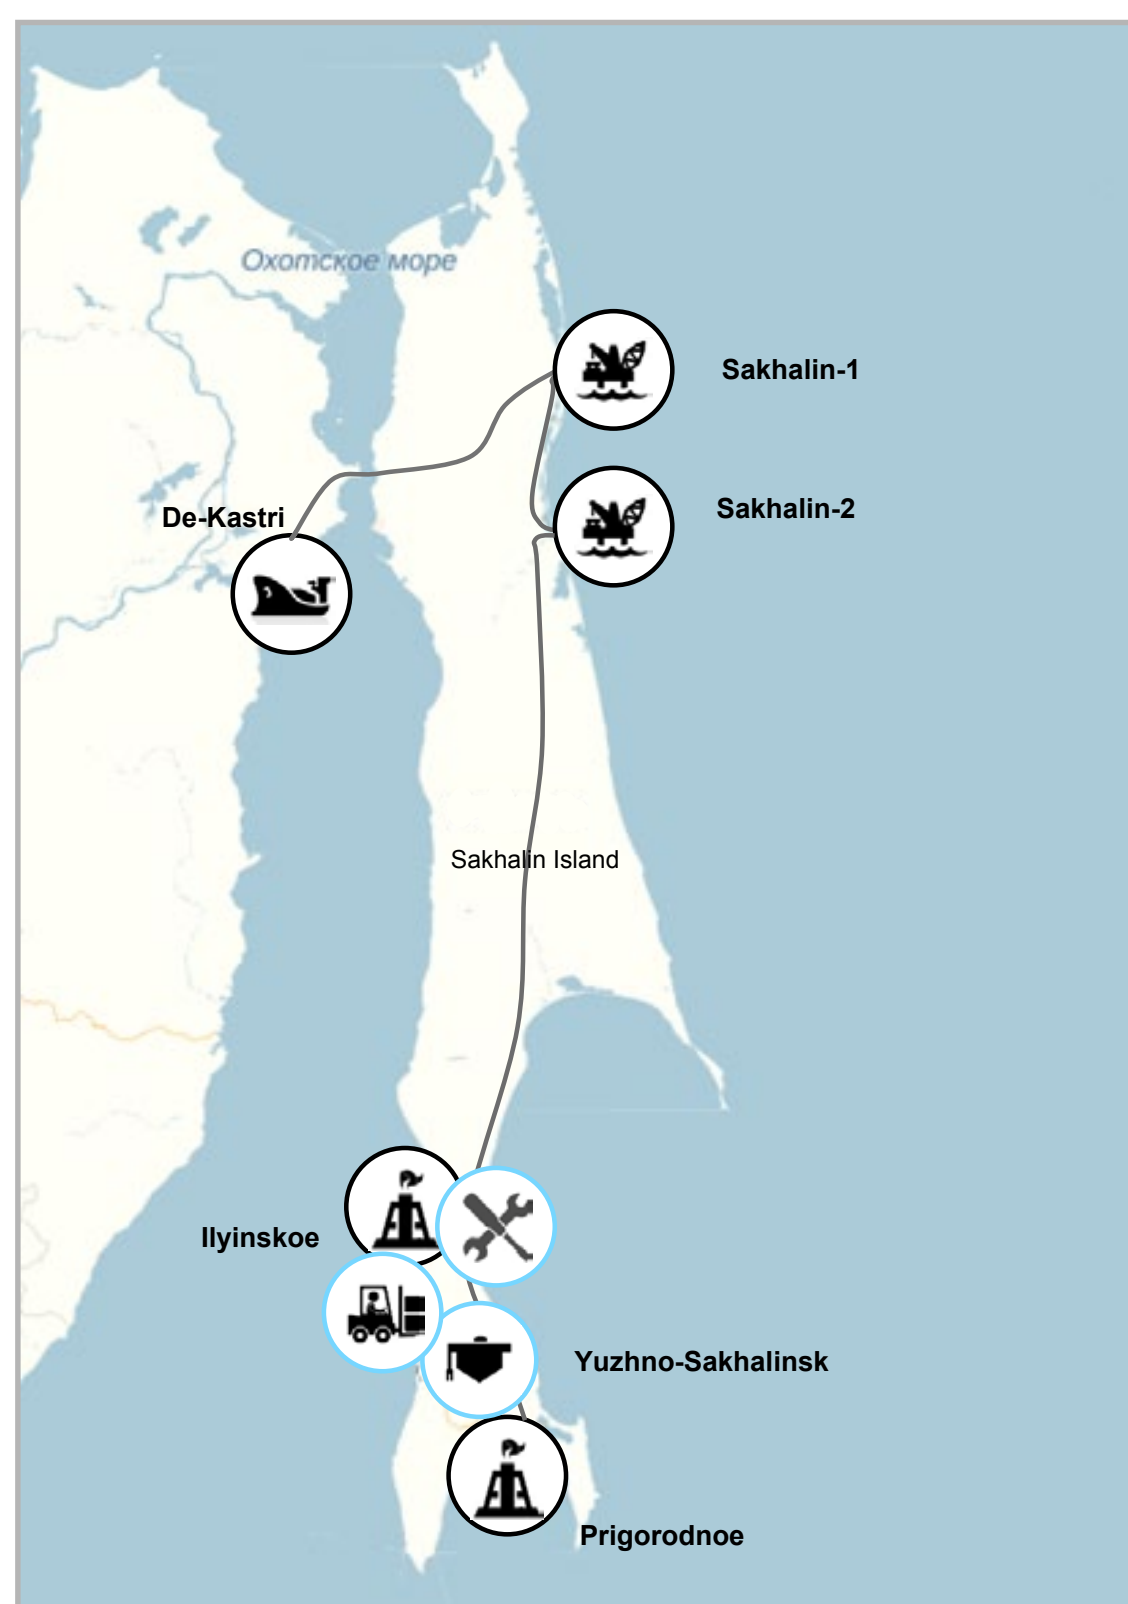 Охотское море
Sakhalin-1
Sakhalin-2
De-Kastri
Sakhalin Island
Ilyinskoe
Yuzhno-Sakhalinsk
Prigorodnoe